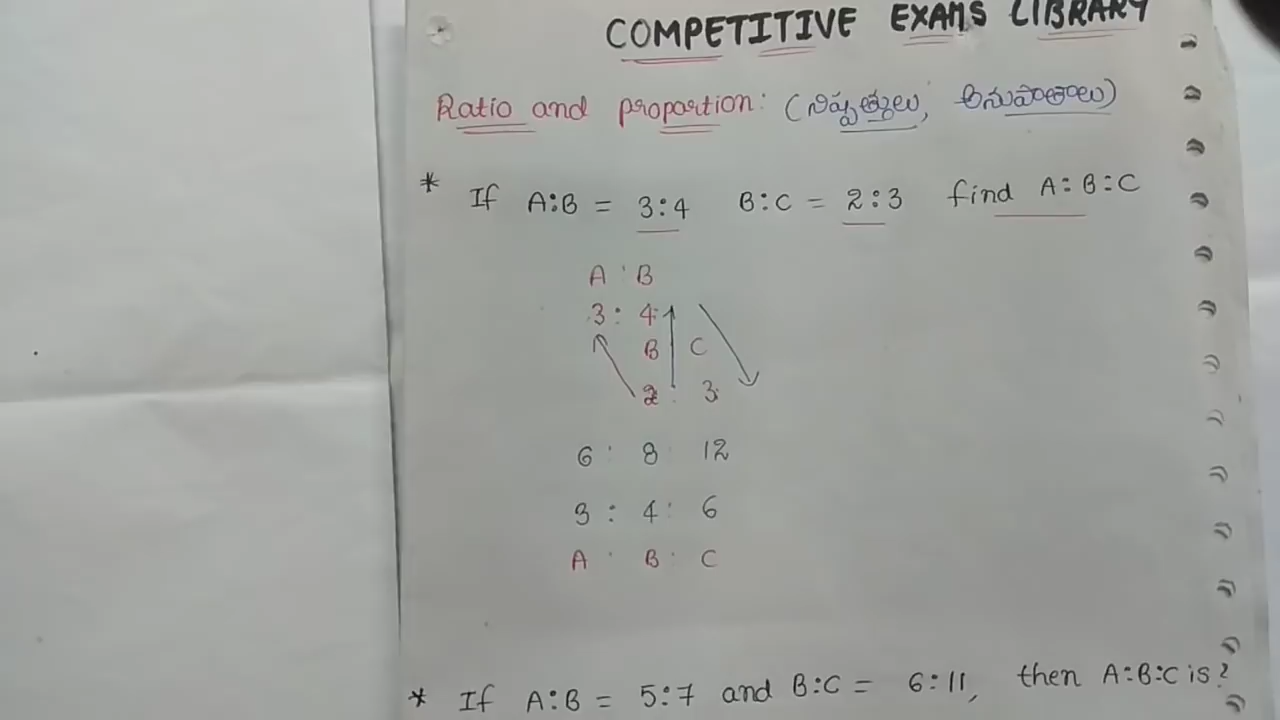 COMPETITIVE EXAMS LIBRARY
Ratio and proportion: (నిష్పత్తులు, అనుపాతాలు)
* If A:B = 3:4 B:C = 2:3 find A:B:C
A : B
3 : 4
B C
2 : 3
6 : 8 12
3 : 4 : 6
A : B : C
* If A:B = 5:7 and B:C = 6:11, then A:B:C is?